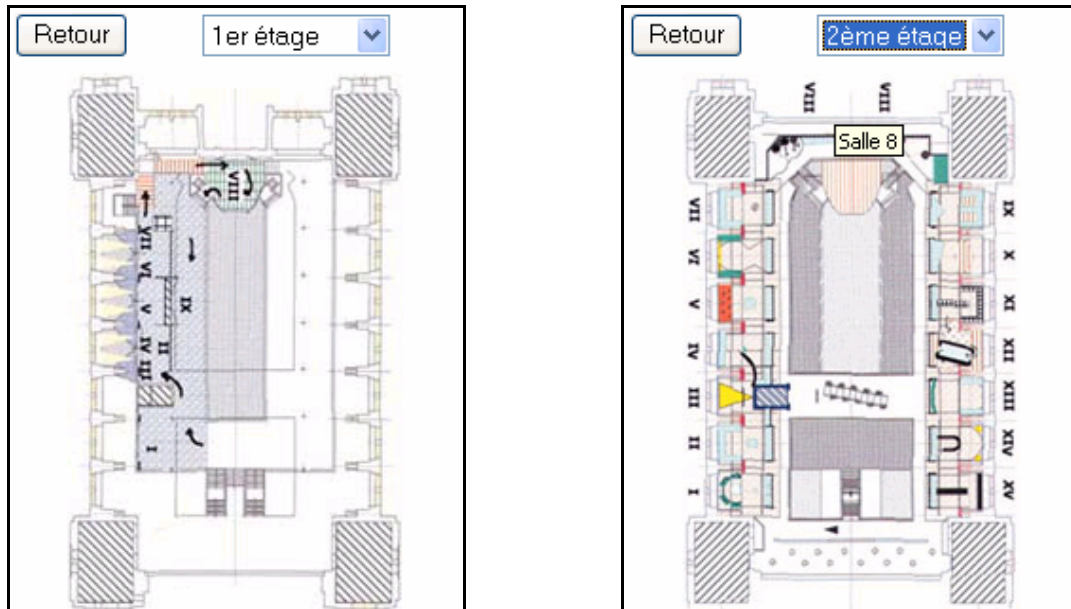 Retour 1er étage
VIII
VII
VI
IX
V
IV II
III
I
Retour 2ème étage
VIII VIII
Salle 8
VII IX
VI X
V XI
IV XII
III XIII
II XIV
I XV